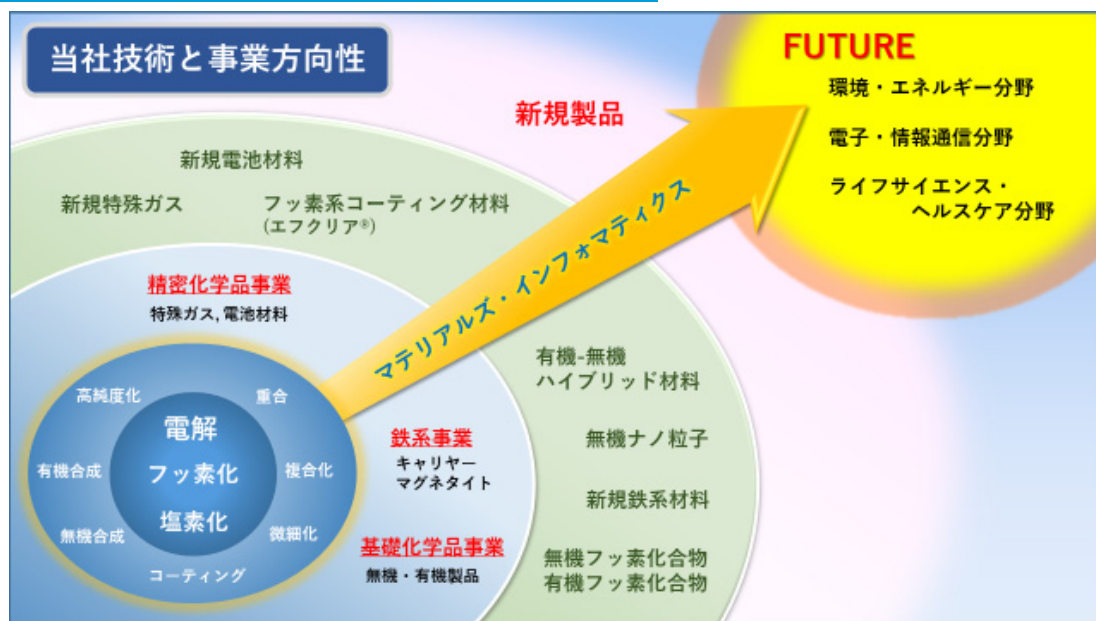 当社技術と事業方向性
FUTURE
環境・エネルギー分野
電子・情報通信分野
ライフサイエンス・
ヘルスケア分野
新規製品
マテリアルズ・インフォマティクス
新規電池材料
新規特殊ガス
フッ素系コーティング材料
(エフクリア®)
精密化学品事業
特殊ガス, 電池材料
有機-無機
ハイブリッド材料
高純度化
重合
電解
鉄系事業
キャリヤー
マグネタイト
無機ナノ粒子
有機合成
フッ素化
複合化
新規鉄系材料
無機合成
塩素化
微細化
基礎化学品事業
無機・有機製品
無機フッ素化合物
有機フッ素化合物
コーティング